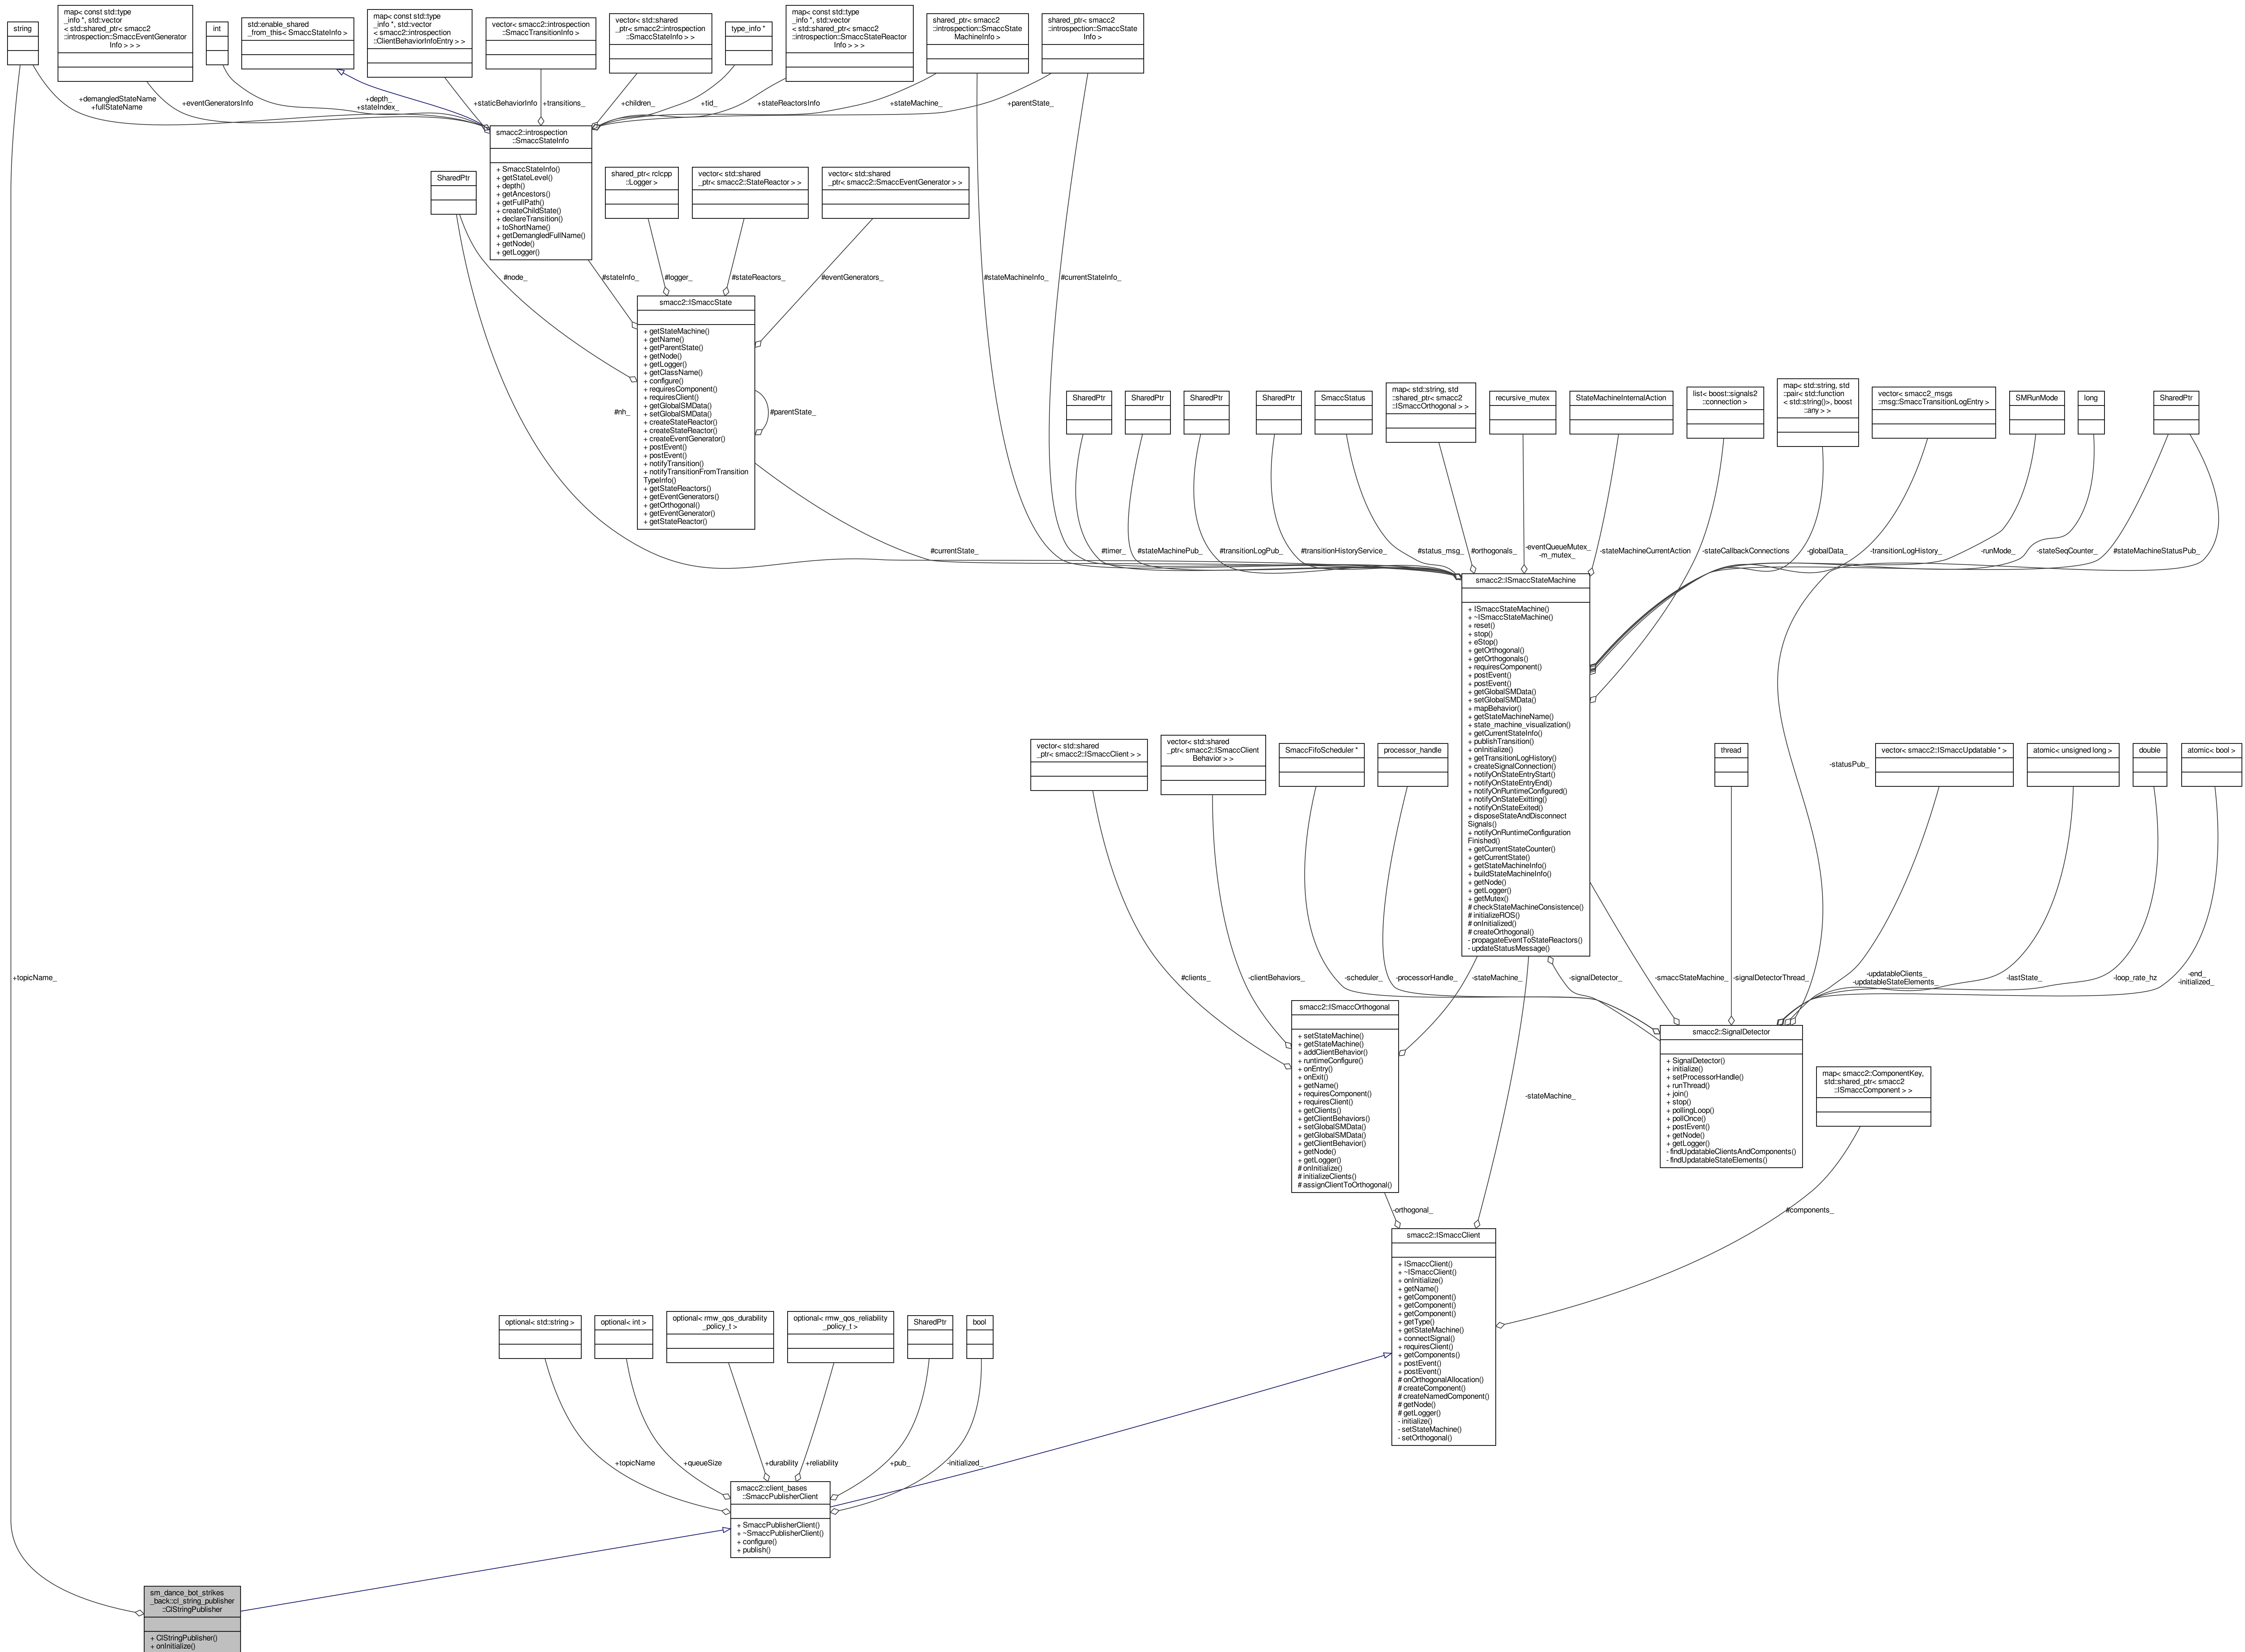 string
map< const std::type
_info *, std::vector
< std::shared_ptr< smacc2
::introspection::SmaccEventGenerator
Info > > >
int
std::enable_shared
_from_this< SmaccStateInfo >
map< const std::type
_info *, std::vector
< smacc2::introspection
::ClientBehaviorInfoEntry > >
vector< smacc2::introspection
::SmaccTransitionInfo >
vector< std::shared
_ptr< smacc2::introspection
::SmaccStateInfo > >
type_info *
map< const std::type
_info *, std::vector
< std::shared_ptr< smacc2
::introspection::SmaccStateReactor
Info > > >
shared_ptr< smacc2
::introspection::SmaccState
MachineInfo >
shared_ptr< smacc2
::introspection::SmaccState
Info >
+demangledStateName
+fullStateName
+eventGeneratorsInfo
+depth_
+stateIndex_
+staticBehaviorInfo
+transitions_
+children_
+tid_
+stateReactorsInfo
+stateMachine_
+parentState_
smacc2::introspection
::SmaccStateInfo
+ SmaccStateInfo()
+ getStateLevel()
+ depth()
+ getAncestors()
+ getFullPath()
+ createChildState()
+ declareTransition()
+ toShortName()
+ getDemangledFullName()
+ getNode()
+ getLogger()
SharedPtr
shared_ptr< rclcpp
::Logger >
vector< std::shared
_ptr< smacc2::StateReactor > >
vector< std::shared
_ptr< smacc2::SmaccEventGenerator > >
#node_
#stateInfo_
#logger_
#stateReactors_
#eventGenerators_
#stateMachineInfo_
#currentStateInfo_
smacc2::ISmaccState
+ getStateMachine()
+ getName()
+ getParentState()
+ getNode()
+ getLogger()
+ getClassName()
+ configure()
+ requiresComponent()
+ requiresClient()
+ getGlobalSMData()
+ setGlobalSMData()
+ createStateReactor()
+ createStateReactor()
+ createEventGenerator()
+ postEvent()
+ postEvent()
+ notifyTransition()
+ notifyTransitionFromTransition
TypeInfo()
+ getStateReactors()
+ getEventGenerators()
+ getOrthogonal()
+ getEventGenerator()
+ getStateReactor()
#nh_
#parentState_
SharedPtr
SharedPtr
SharedPtr
SharedPtr
SmaccStatus
map< std::string, std
::shared_ptr< smacc2
::ISmaccOrthogonal > >
recursive_mutex
StateMachineInternalAction
list< boost::signals2
::connection >
map< std::string, std
::pair< std::function
< std::string()>, boost
::any > >
vector< smacc2_msgs
::msg::SmaccTransitionLogEntry >
SMRunMode
long
SharedPtr
#currentState_
#timer_
#stateMachinePub_
#transitionLogPub_
#transitionHistoryService_
#status_msg_
#orthogonals_
-eventQueueMutex_
-m_mutex_
-stateMachineCurrentAction
-stateCallbackConnections
-globalData_
-transitionLogHistory_
-runMode_
-stateSeqCounter_
#stateMachineStatusPub_
smacc2::ISmaccStateMachine
+ ISmaccStateMachine()
+ ~ISmaccStateMachine()
+ reset()
+ stop()
+ eStop()
+ getOrthogonal()
+ getOrthogonals()
+ requiresComponent()
+ postEvent()
+ postEvent()
+ getGlobalSMData()
+ setGlobalSMData()
+ mapBehavior()
+ getStateMachineName()
+ state_machine_visualization()
+ getCurrentStateInfo()
+ publishTransition()
+ onInitialize()
+ getTransitionLogHistory()
+ createSignalConnection()
+ notifyOnStateEntryStart()
+ notifyOnStateEntryEnd()
+ notifyOnRuntimeConfigured()
+ notifyOnStateExitting()
+ notifyOnStateExited()
+ disposeStateAndDisconnect
Signals()
+ notifyOnRuntimeConfiguration
Finished()
+ getCurrentStateCounter()
+ getCurrentState()
+ getStateMachineInfo()
+ buildStateMachineInfo()
+ getNode()
+ getLogger()
+ getMutex()
# checkStateMachineConsistence()
# initializeROS()
# onInitialized()
# createOrthogonal()
- propagateEventToStateReactors()
- updateStatusMessage()
vector< std::shared
_ptr< smacc2::ISmaccClient > >
vector< std::shared
_ptr< smacc2::ISmaccClient
Behavior > >
SmaccFifoScheduler *
processor_handle
thread
-statusPub_
vector< smacc2::ISmaccUpdatable * >
atomic< unsigned long >
double
atomic< bool >
+topicName_
#clients_
-clientBehaviors_
-scheduler_
-processorHandle_
-stateMachine_
-signalDetector_
-smaccStateMachine_
-signalDetectorThread_
-updatableClients_
-updatableStateElements_
-lastState_
-loop_rate_hz
-end_
-initialized_
smacc2::ISmaccOrthogonal
+ setStateMachine()
+ getStateMachine()
+ addClientBehavior()
+ runtimeConfigure()
+ onEntry()
+ onExit()
+ getName()
+ requiresComponent()
+ requiresClient()
+ getClients()
+ getClientBehaviors()
+ setGlobalSMData()
+ getGlobalSMData()
+ getClientBehavior()
+ getNode()
+ getLogger()
# onInitialize()
# initializeClients()
# assignClientToOrthogonal()
-stateMachine_
smacc2::SignalDetector
+ SignalDetector()
+ initialize()
+ setProcessorHandle()
+ runThread()
+ join()
+ stop()
+ pollingLoop()
+ pollOnce()
+ postEvent()
+ getNode()
+ getLogger()
- findUpdatableClientsAndComponents()
- findUpdatableStateElements()
map< smacc2::ComponentKey,
std::shared_ptr< smacc2
::ISmaccComponent > >
-orthogonal_
#components_
smacc2::ISmaccClient
+ ISmaccClient()
+ ~ISmaccClient()
+ onInitialize()
+ getName()
+ getComponent()
+ getComponent()
+ getComponent()
+ getType()
+ getStateMachine()
+ connectSignal()
+ requiresClient()
+ getComponents()
+ postEvent()
+ postEvent()
# onOrthogonalAllocation()
# createComponent()
# createNamedComponent()
# getNode()
# getLogger()
- initialize()
- setStateMachine()
- setOrthogonal()
optional< std::string >
optional< int >
optional< rmw_qos_durability
_policy_t >
optional< rmw_qos_reliability
_policy_t >
SharedPtr
bool
+topicName
+queueSize
+durability
+reliability
+pub_
-initialized_
smacc2::client_bases
::SmaccPublisherClient
+ SmaccPublisherClient()
+ ~SmaccPublisherClient()
+ configure()
+ publish()
sm_dance_bot_strikes
_back::cl_string_publisher
::ClStringPublisher
+ ClStringPublisher()
+ onInitialize()